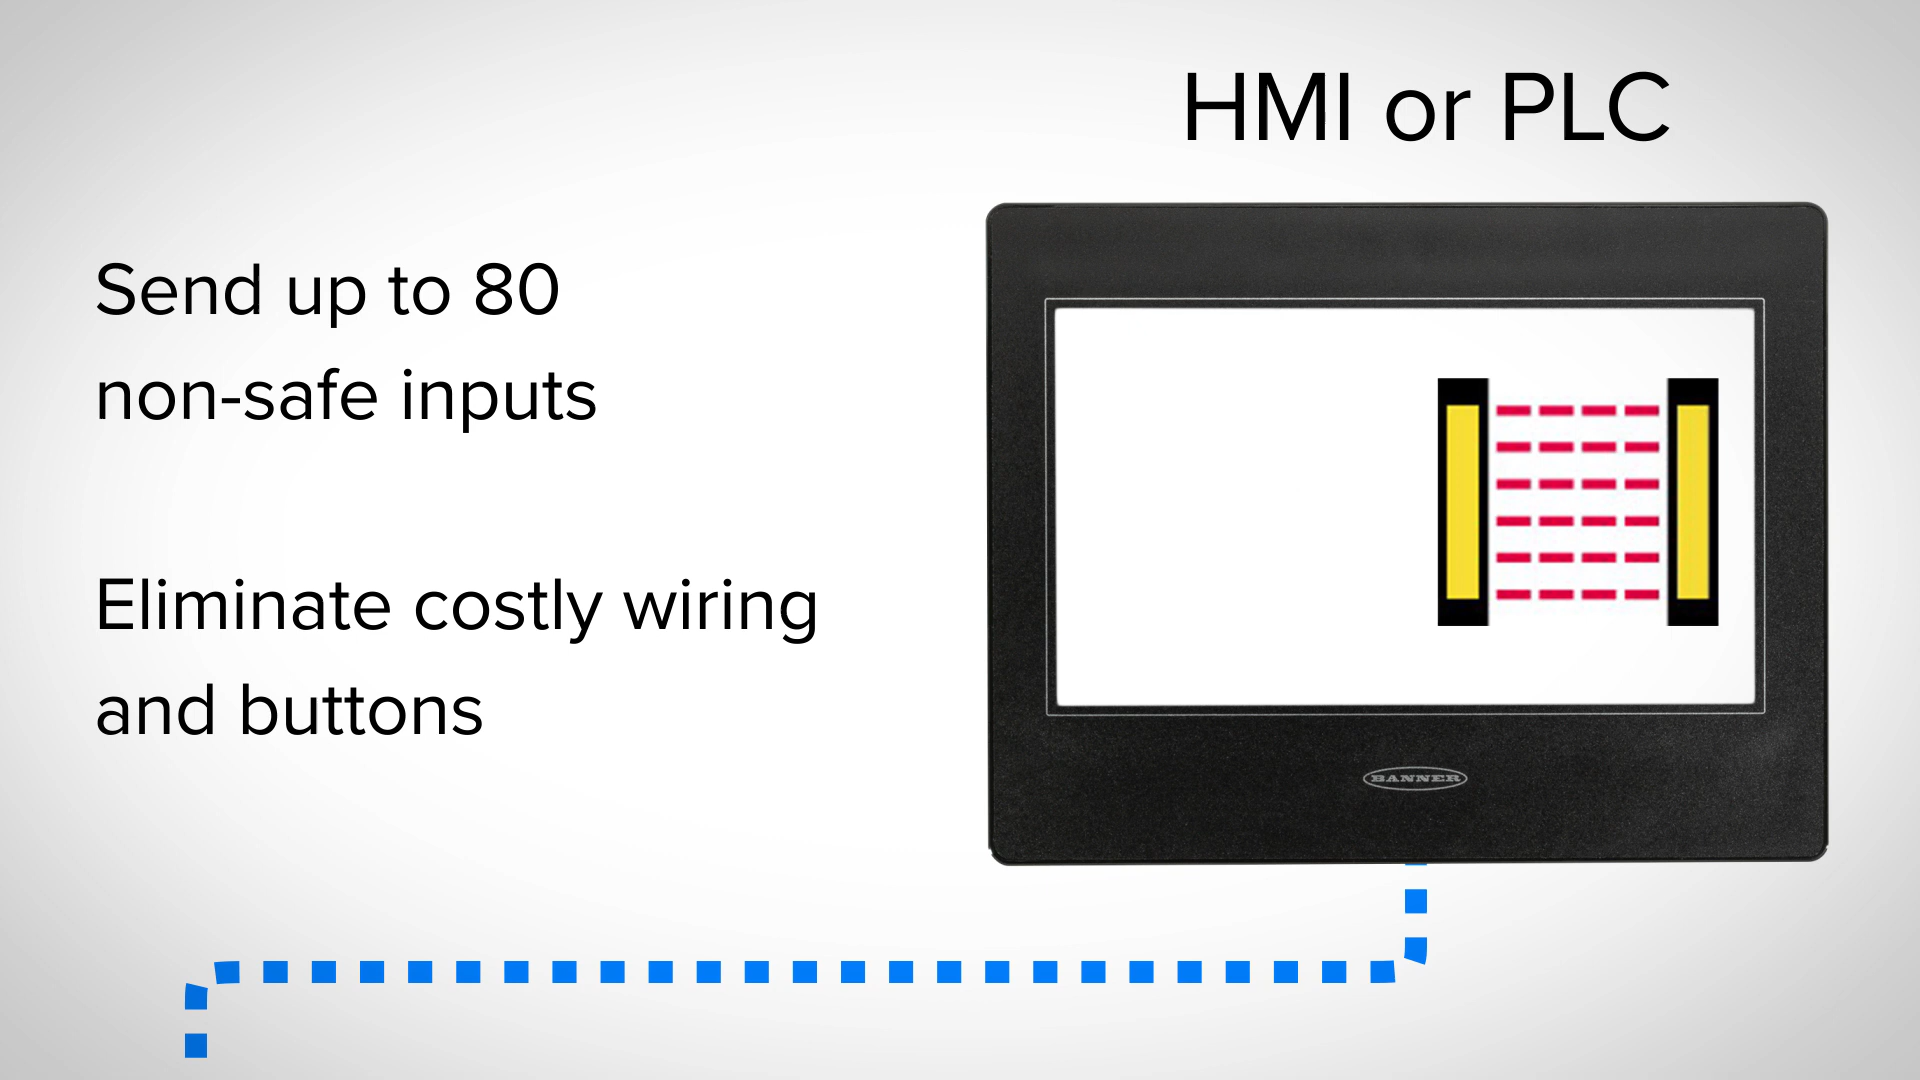 HMI or PLC
Send up to 80
non-safe inputs
Eliminate costly wiring
and buttons
BANNER